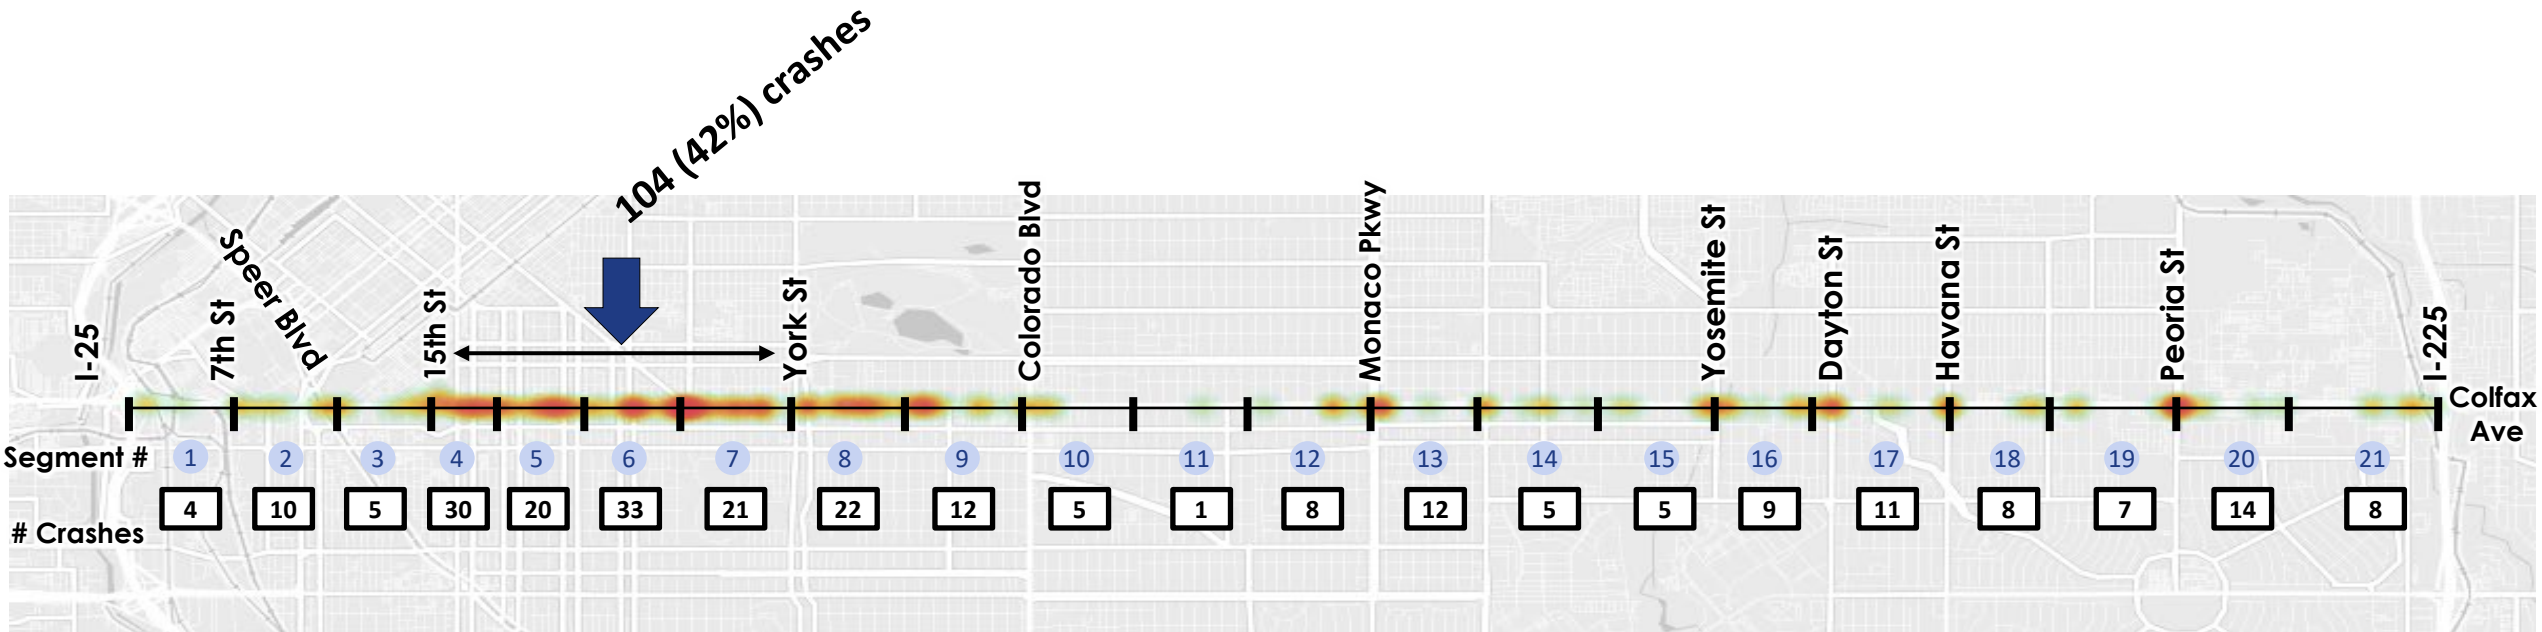 104 (42%) crashes
I-25
7th St
Speer Blvd
15th St
York St
Colorado Blvd
Monaco Pkwy
Yosemite St
Dayton St
Havana St
Peoria St
I-225
Colfax
Ave
Segment # 1 2 3 4 5 6 7 8 9 10 11 12 13 14 15 16 17 18 19 20 21
4 10 5 30 20 33 21 22 12 5 1 8 12 5 5 9 11 8 7 14 8
# Crashes